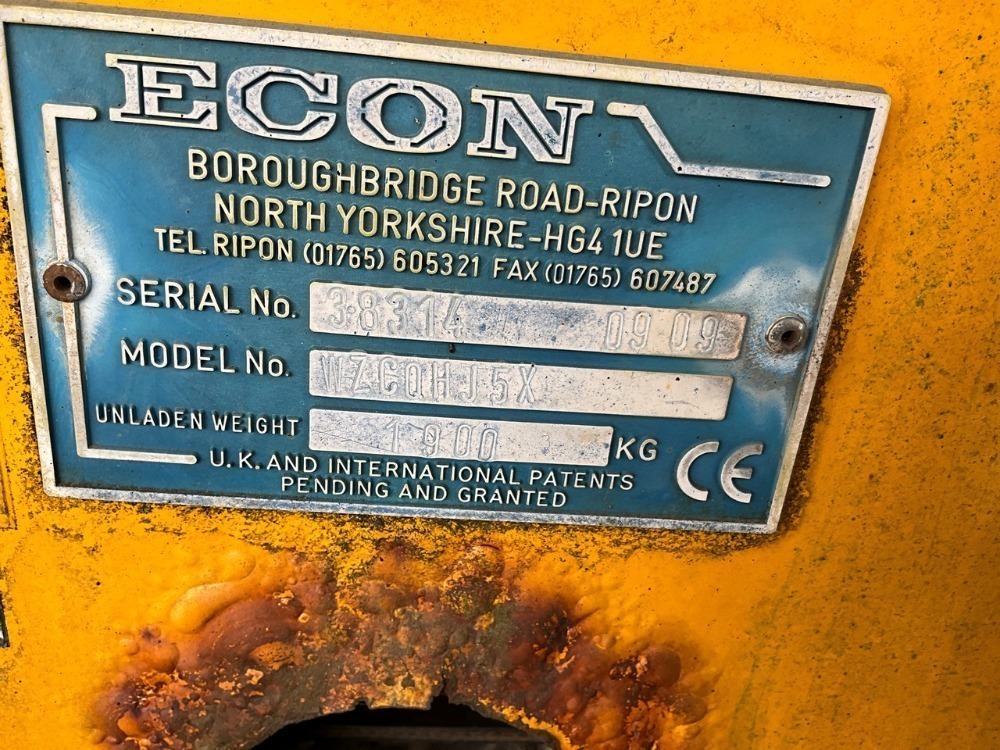 ECON
BOROUGHBRIDGE ROAD-RIPON
NORTH YORKSHIRE-HG4 1UE
TEL. RIPON (01765) 605321 FAX (01765) 607487
SERIAL No. 38314 0909
MODEL No. WZCQHJ5X
UNLADEN WEIGHT 1900 KG
U.K. AND INTERNATIONAL PATENTS
PENDING AND GRANTED
CE